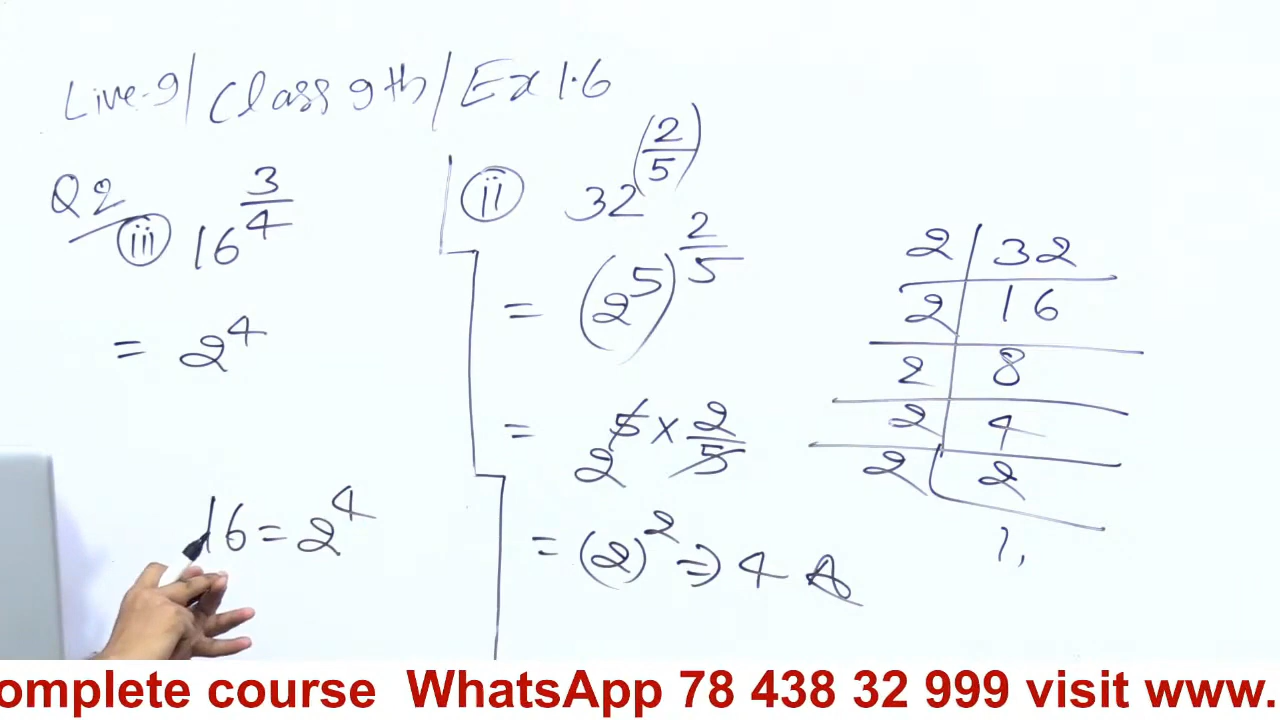 Live-9/ Class 9th/ Ex 1.6
Q2
iii 16^(3/4)
= 2^4
16 = 2^4
ii 32^(2/5)
= (2^5)^(2/5)
= 2^(5 × 2/5)
= (2)^2 ⇒ 4 A
2 | 32
2 | 16
2 | 8
2 | 4
2 | 2
1,
omplete course WhatsApp 78 438 32 999 visit www.